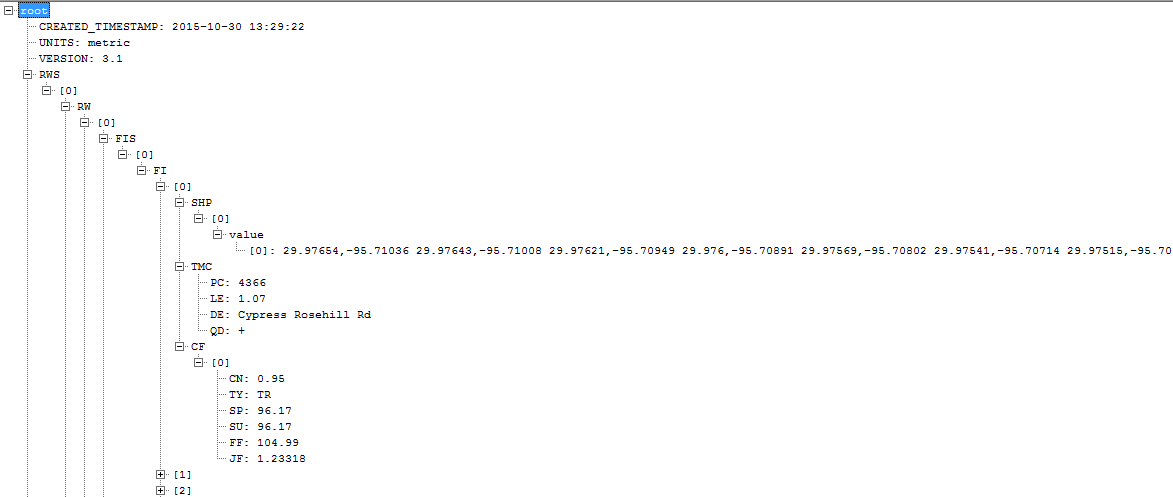 root
CREATED_TIMESTAMP: 2015-10-30 13:29:22
UNITS: metric
VERSION: 3.1
RWS
[0]
RW
[0]
FIS
[0]
FI
[0]
SHP
[0]
value
[0]: 29.97654,-95.71036 29.97643,-95.71008 29.97621,-95.70949 29.976,-95.70891 29.97569,-95.70802 29.97541,-95.70714 29.97515,-95.70
TMC
PC: 4366
LE: 1.07
DE: Cypress Rosehill Rd
QD: +
CF
[0]
CN: 0.95
TY: TR
SP: 96.17
SU: 96.17
FF: 104.99
JF: 1.23318
[1]
[2]